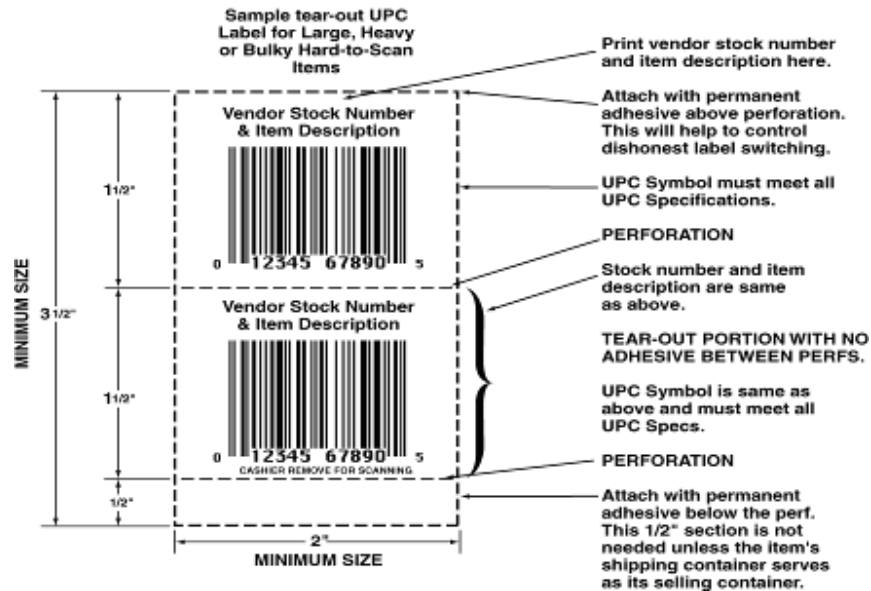 Sample tear-out UPC
Label for Large, Heavy
or Bulky Hard-to-Scan
Items
Print vendor stock number
and item description here.
Attach with permanent
adhesive above perforation.
This will help to control
dishonest label switching.
UPC Symbol must meet all
UPC Specifications.
PERFORATION
Stock number and item
description are same
as above.
TEAR-OUT PORTION WITH NO
ADHESIVE BETWEEN PERFS.
UPC Symbol is same as
above and must meet all
UPC Specs.
PERFORATION
Attach with permanent
adhesive below the perf.
This 1/2" section is not
needed unless the item's
shipping container serves
as its selling container.
Vendor Stock Number
& Item Description
0 12345 67890 5
Vendor Stock Number
& Item Description
0 12345 67890 5
CASHIER REMOVE FOR SCANNING
MINIMUM SIZE
3 1/2"
1 1/2"
1 1/2"
1/2"
2"
MINIMUM SIZE